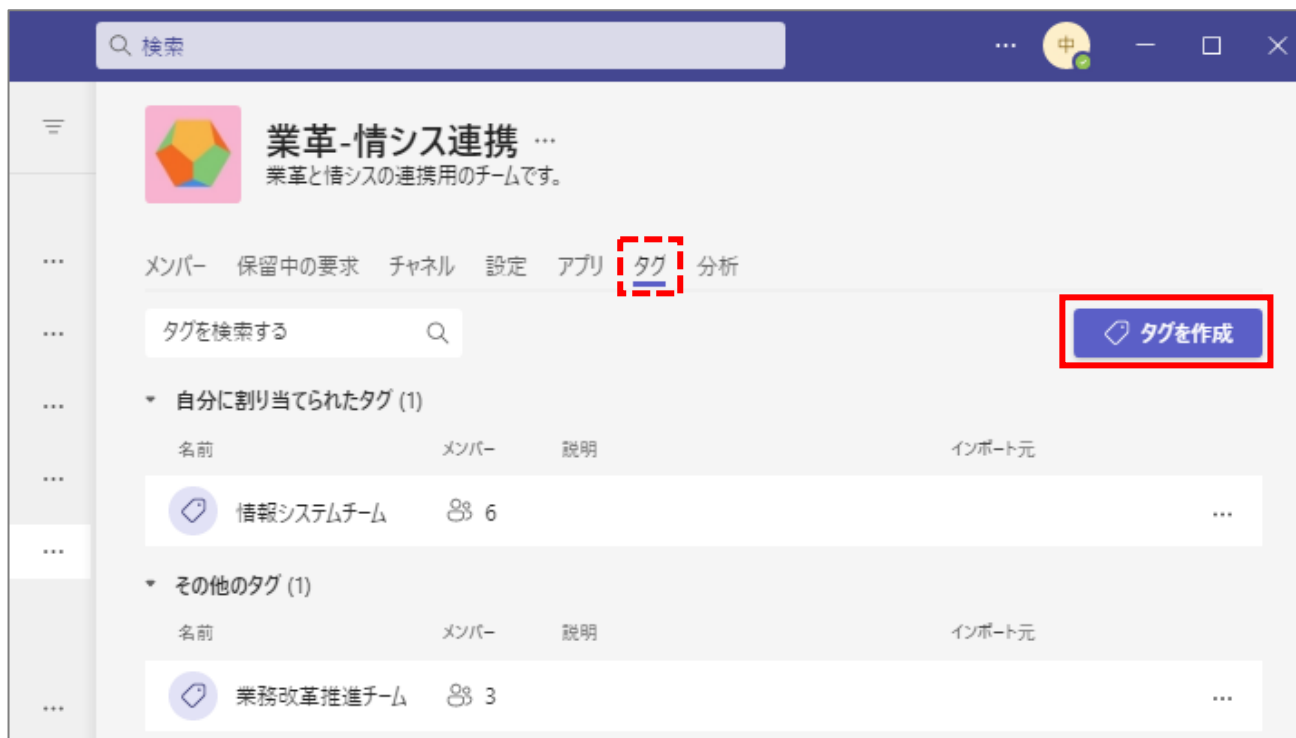 検索
中
業革-情シス連携
業革と情シスの連携用のチームです。
メンバー 保留中の要求 チャネル 設定 アプリ タグ 分析
タグを検索する
タグを作成
自分に割り当てられたタグ (1)
名前 メンバー 説明 インポート元
情報システムチーム 6
その他のタグ (1)
名前 メンバー 説明 インポート元
業務改革推進チーム 3